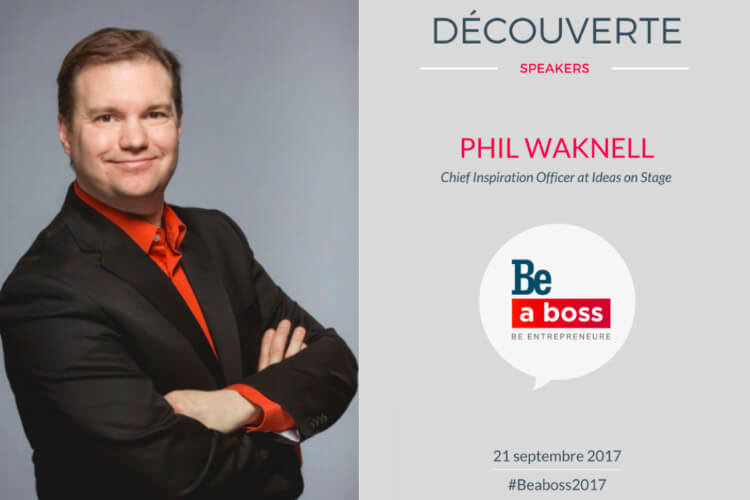 DÉCOUVERTE
SPEAKERS
PHIL WAKNELL
Chief Inspiration Officer at Ideas on Stage
Be
a boss
BE ENTREPRENEURE
21 septembre 2017
#Beaboss2017